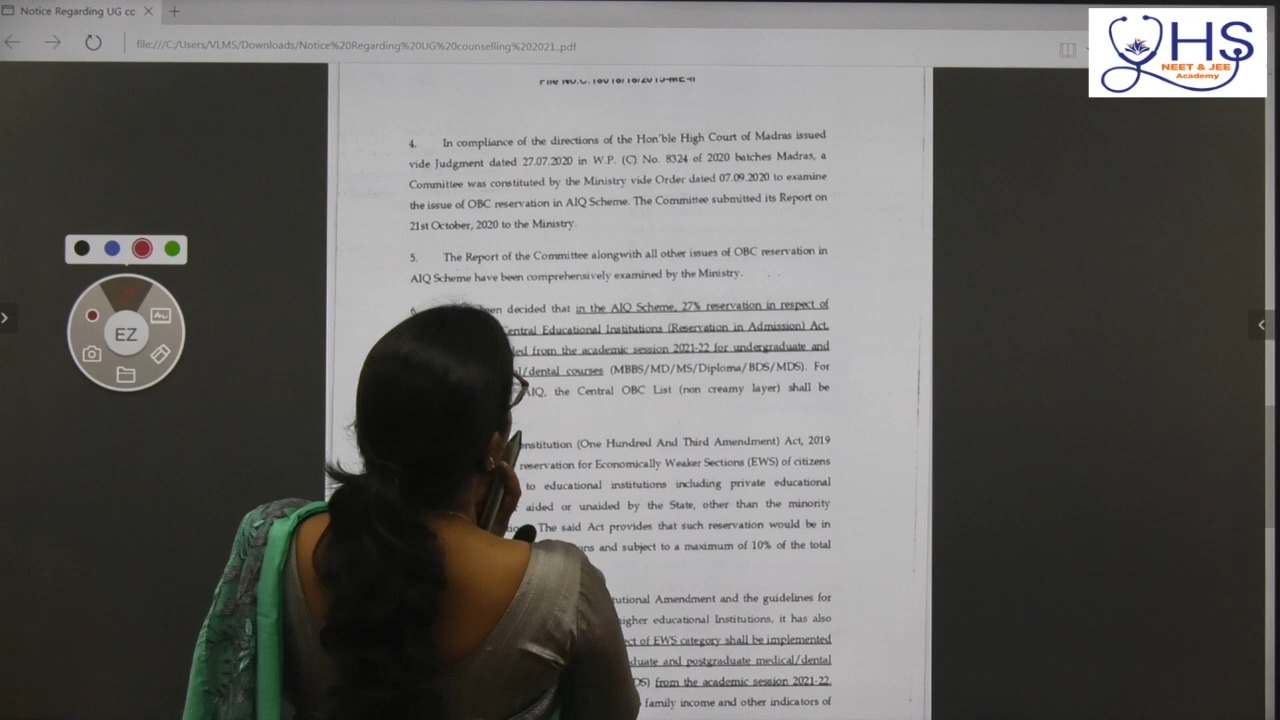 Notice Regarding UG cc
file:///C:/Users/VLMS/Downloads/Notice%20Regarding%20UG%20counselling%202021..pdf
HS
NEET & JEE
Academy
4. In compliance of the directions of the Hon'ble High Court of Madras issued
vide Judgment dated 27.07.2020 in W.P. (C) No. 8324 of 2020 batches Madras, a
Committee was constituted by the Ministry vide Order dated 07.09.2020 to examine
the issue of OBC reservation in AIQ Scheme. The Committee submitted its Report on
21st October, 2020 to the Ministry.
5. The Report of the Committee alongwith all other issues of OBC reservation in
AIQ Scheme have been comprehensively examined by the Ministry.
decided that in the AIQ Scheme, 27% reservation in respect of
Central Educational Institutions (Reservation in Admission) Act,
from the academic session 2021-22 for undergraduate and
/dental courses (MBBS/MD/MS/Diploma/BDS/MDS). For
AIQ, the Central OBC List (non creamy layer) shall be
EZ
(One Hundred And Third Amendment) Act, 2019
reservation for Economically Weaker Sections (EWS) of citizens
to educational institutions including private educational
aided or unaided by the State, other than the minority
The said Act provides that such reservation would be in
and subject to a maximum of 10% of the total
Amendment and the guidelines for
higher educational Institutions, it has also
of EWS category shall be implemented
and postgraduate medical/dental
from the academic session 2021-22.
family income and other indicators of